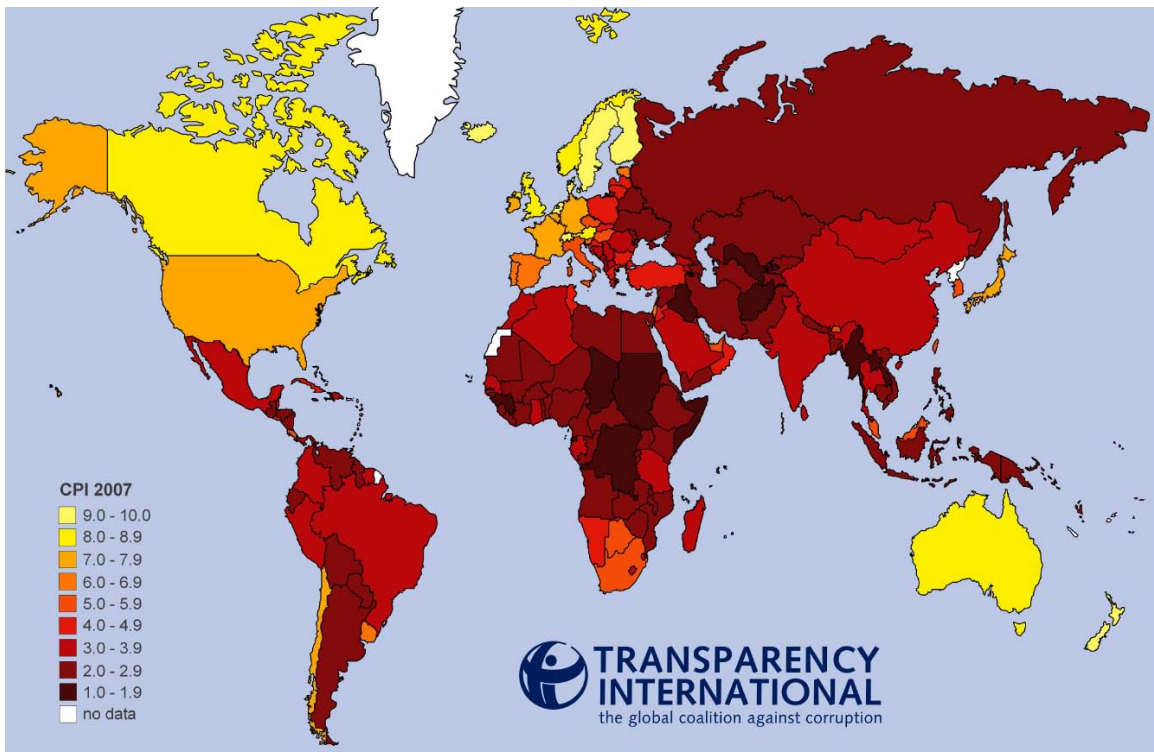 CPI 2007
9.0 - 10.0
8.0 - 8.9
7.0 - 7.9
6.0 - 6.9
5.0 - 5.9
4.0 - 4.9
3.0 - 3.9
2.0 - 2.9
1.0 - 1.9
no data
TRANSPARENCY
INTERNATIONAL
the global coalition against corruption